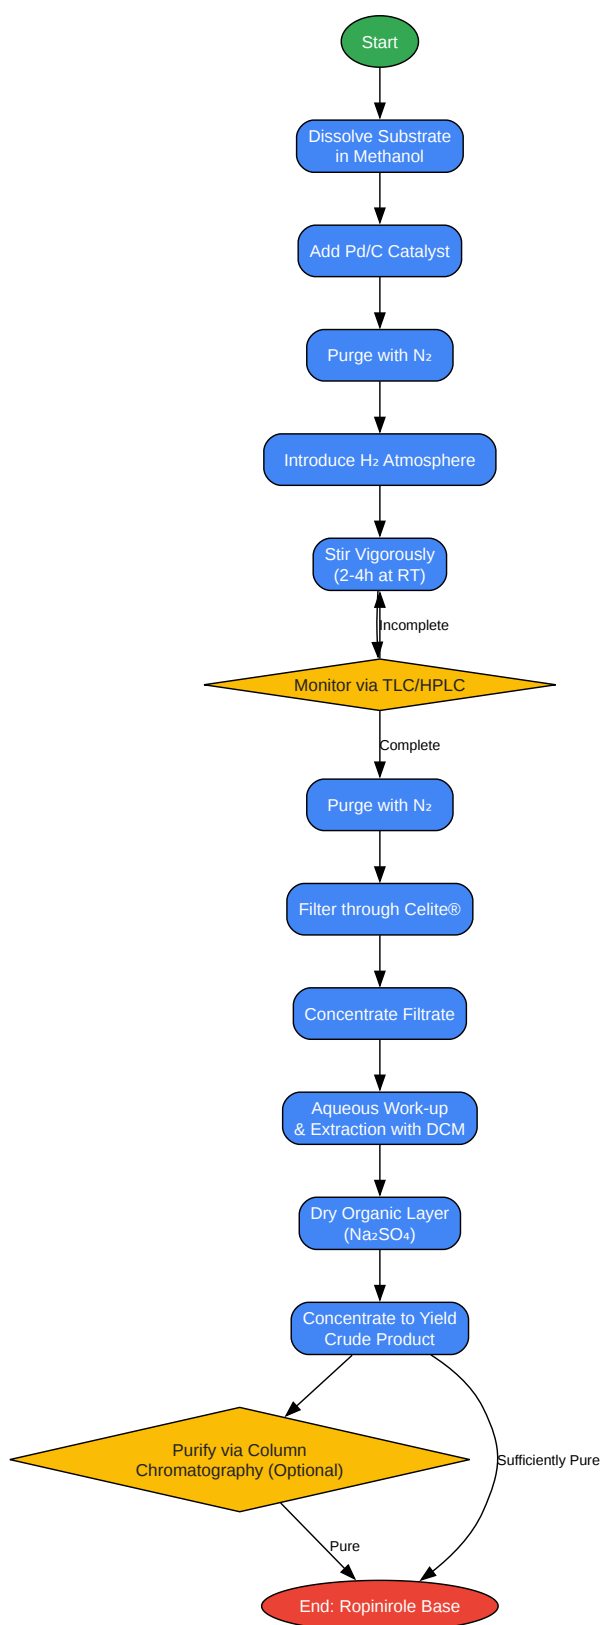 Start
Dissolve Substrate
in Methanol
Add Pd/C Catalyst
Purge with N₂
Introduce H₂ Atmosphere
Stir Vigorously
(2-4h at RT)
Incomplete
Monitor via TLC/HPLC
Complete
Purge with N₂
Filter through Celite®
Concentrate Filtrate
Aqueous Work-up
& Extraction with DCM
Dry Organic Layer
(Na₂SO₄)
Concentrate to Yield
Crude Product
Purify via Column
Chromatography (Optional)
Sufficiently Pure
Pure
End: Ropinirole Base